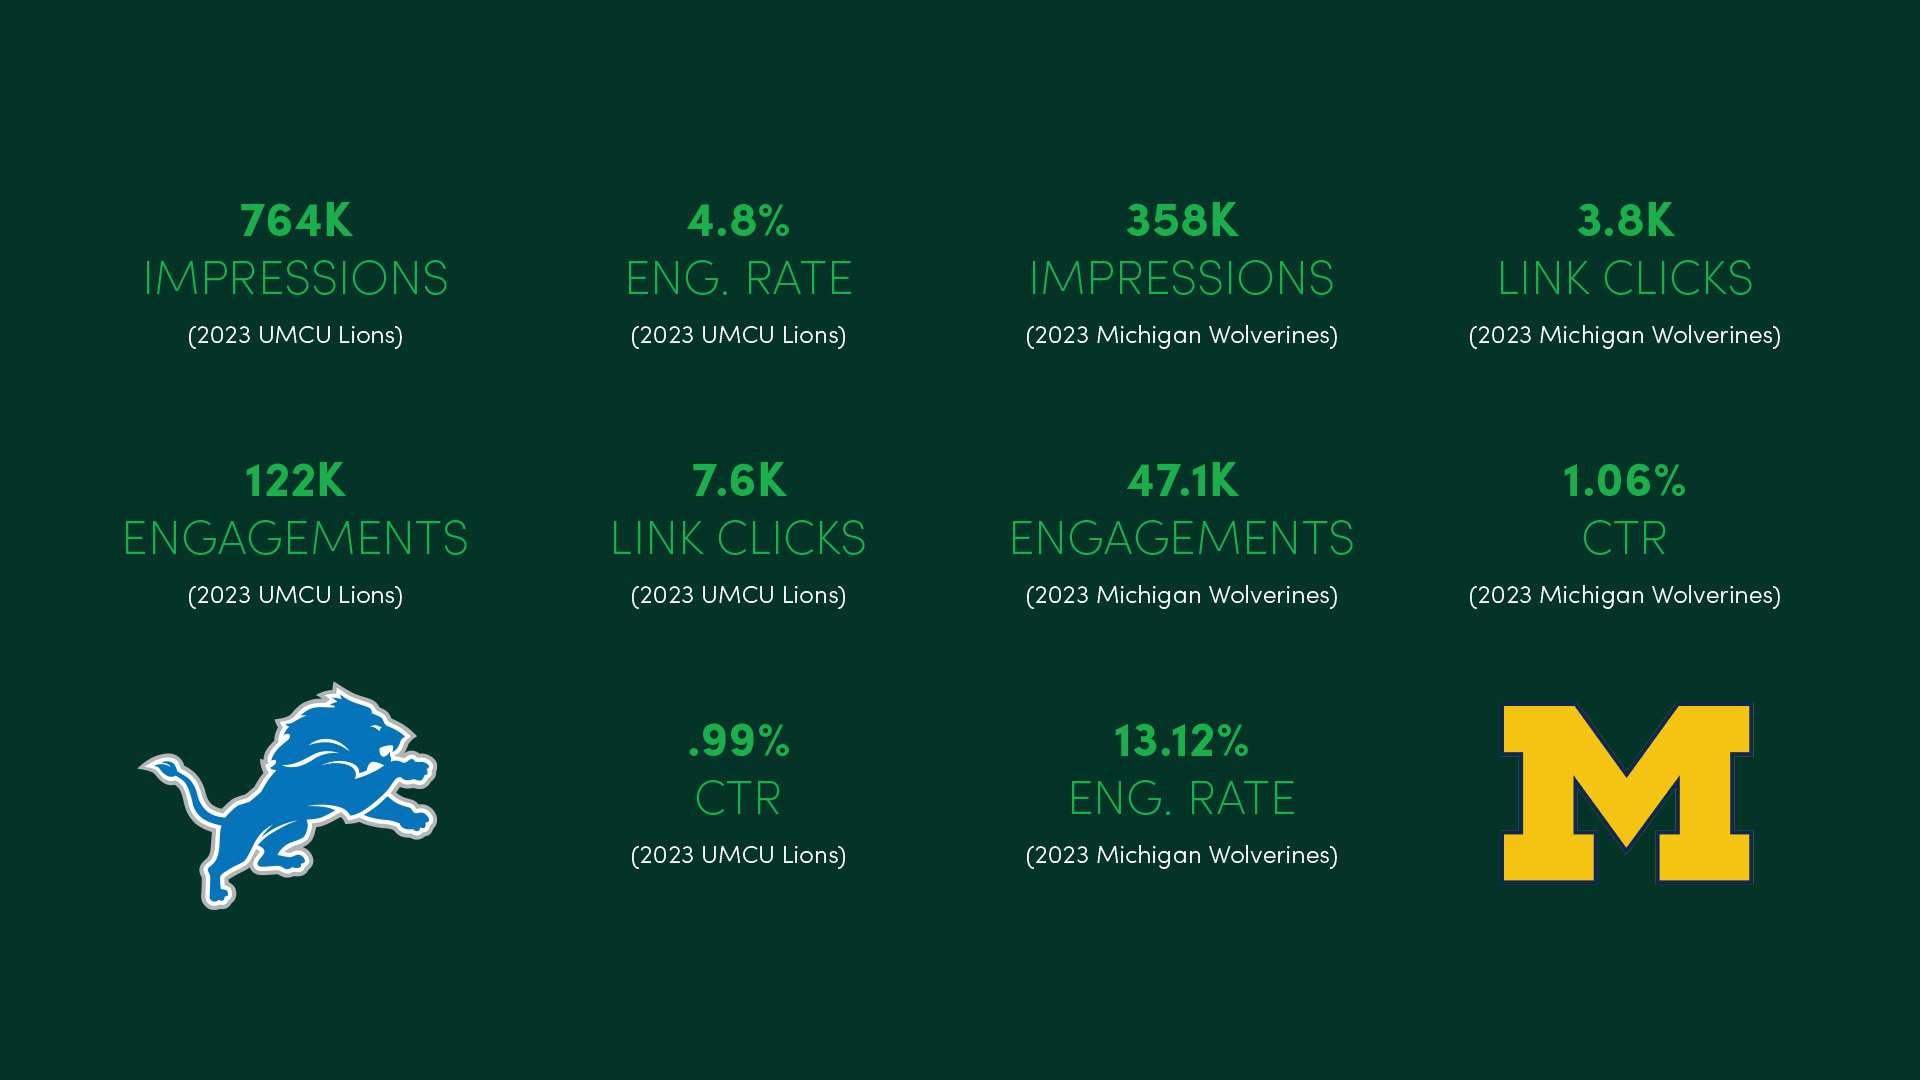 764K
IMPRESSIONS
(2023 UMCU Lions)
4.8%
ENG. RATE
(2023 UMCU Lions)
358K
IMPRESSIONS
(2023 Michigan Wolverines)
3.8K
LINK CLICKS
(2023 Michigan Wolverines)
122K
ENGAGEMENTS
(2023 UMCU Lions)
7.6K
LINK CLICKS
(2023 UMCU Lions)
47.1K
ENGAGEMENTS
(2023 Michigan Wolverines)
1.06%
CTR
(2023 Michigan Wolverines)
.99%
CTR
(2023 UMCU Lions)
13.12%
ENG. RATE
(2023 Michigan Wolverines)
M